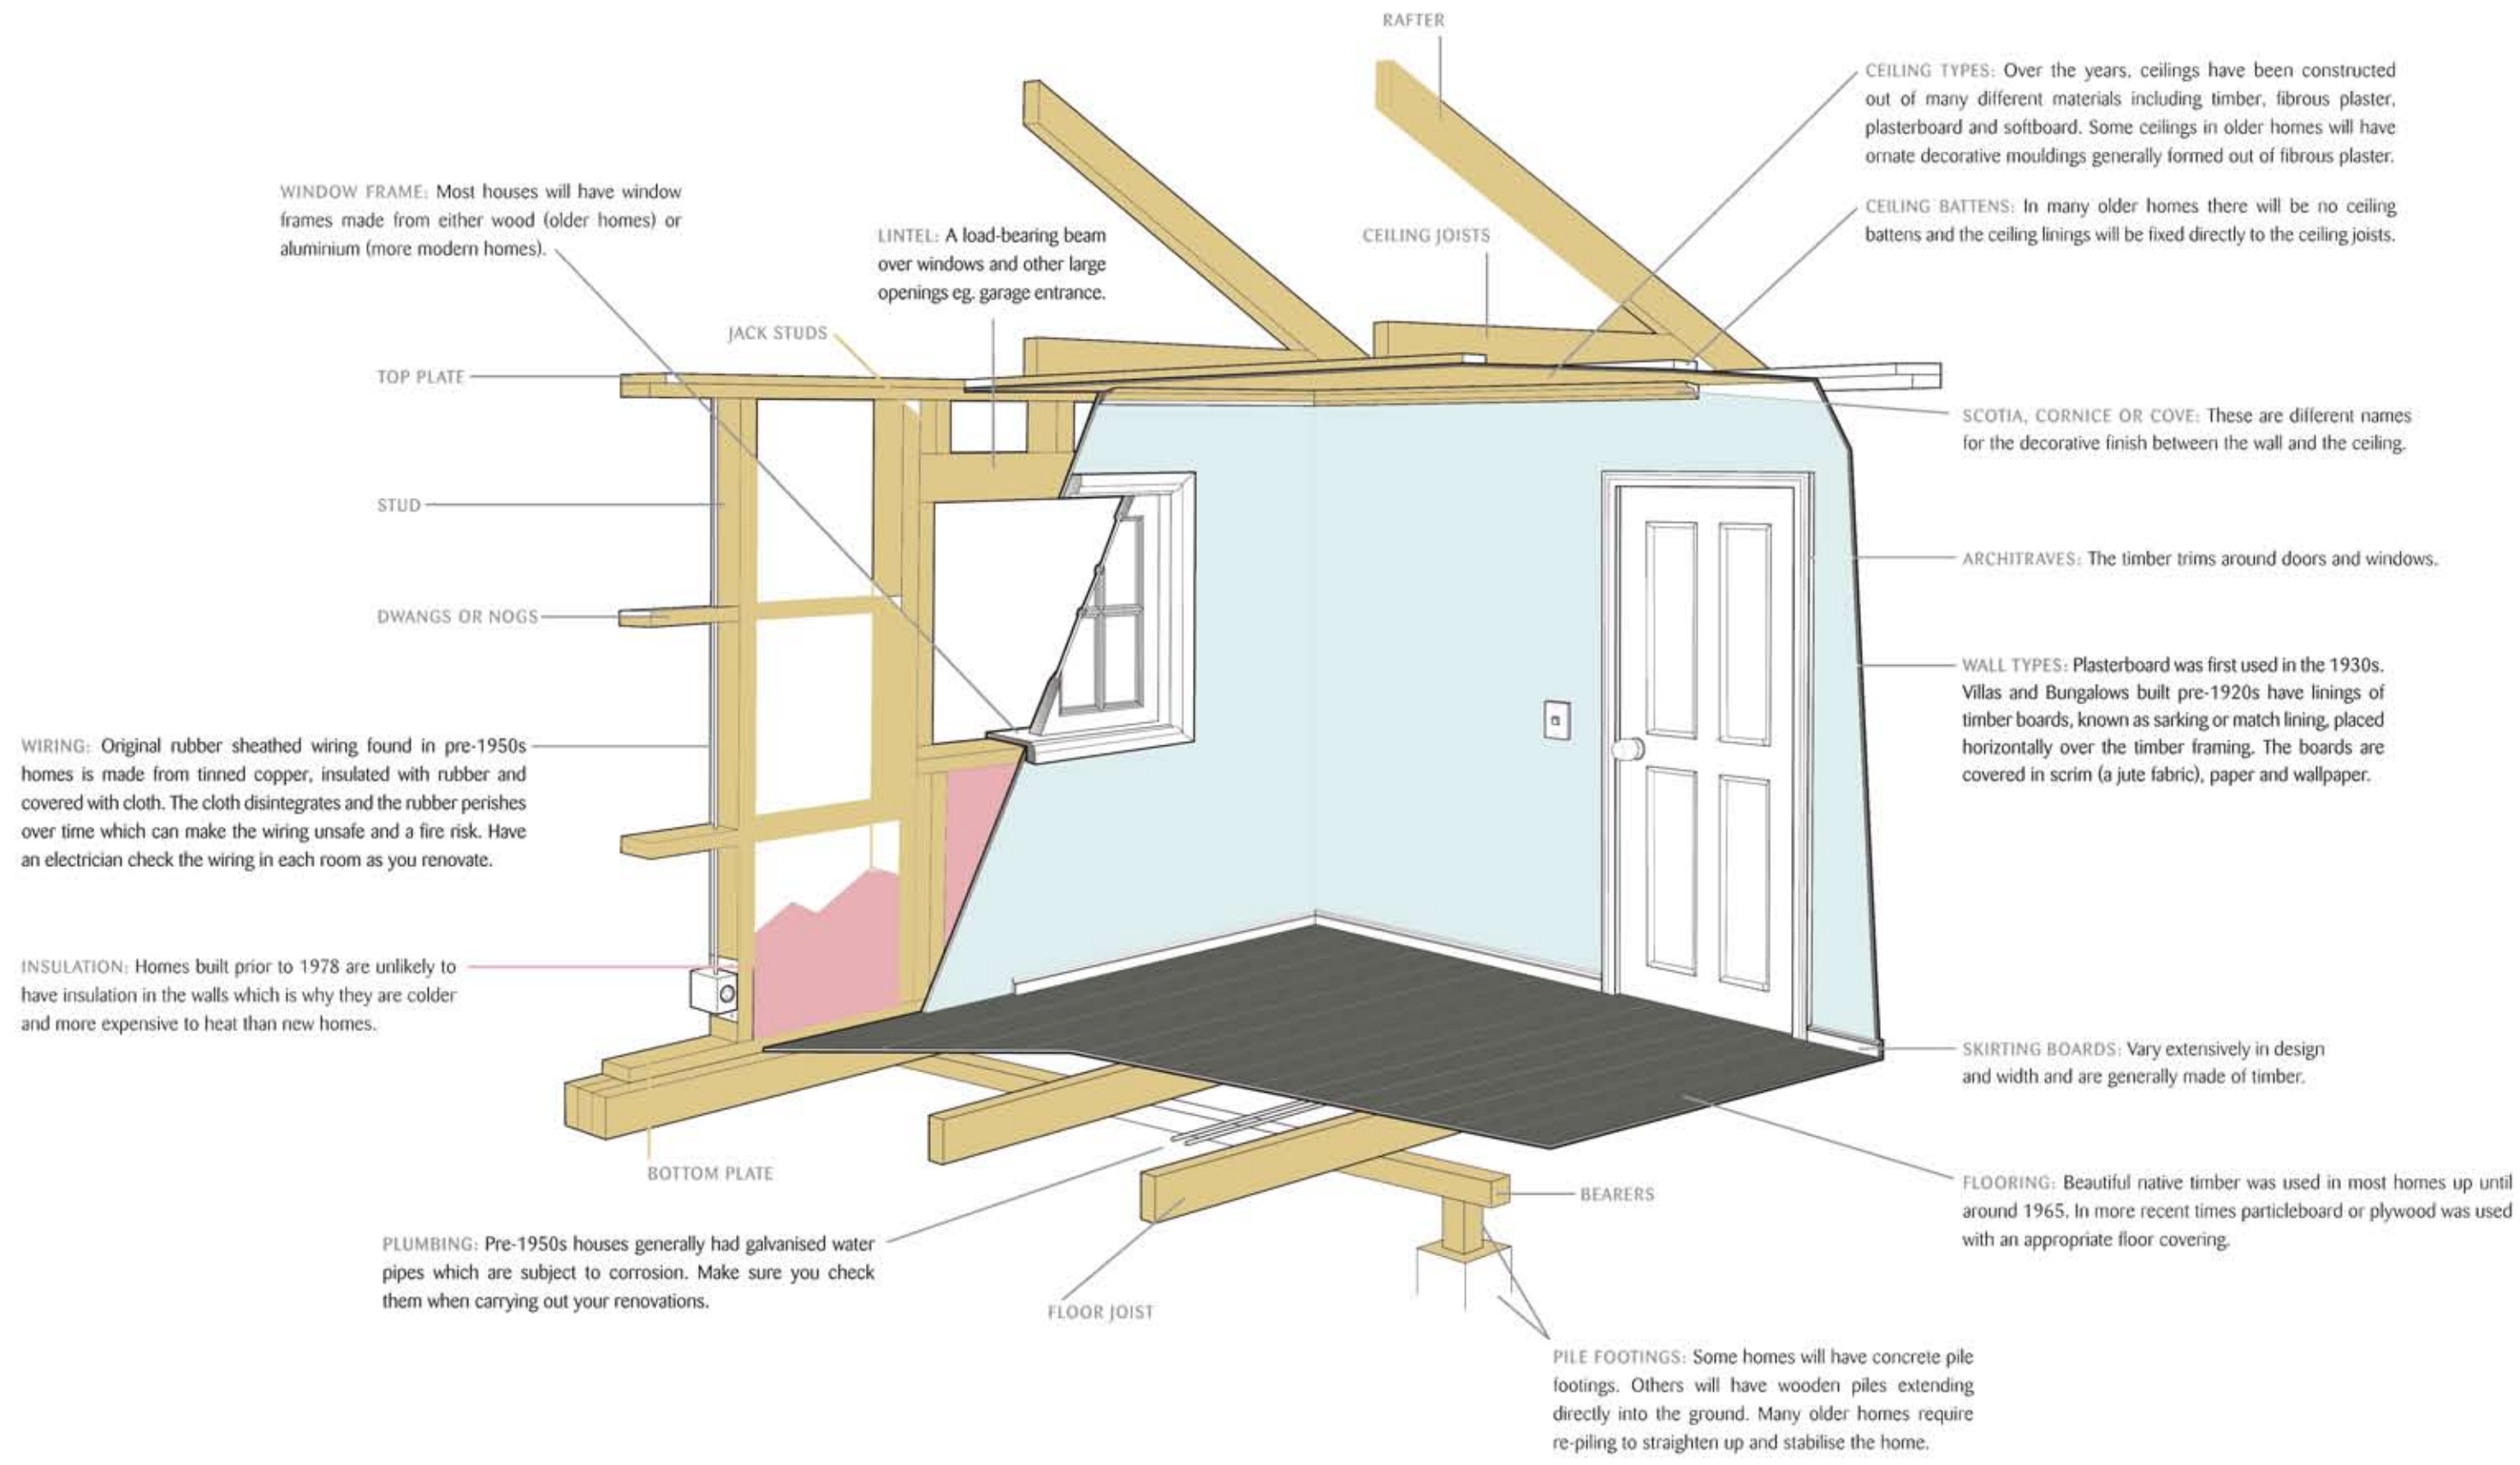 RAFTER
CEILING TYPES: Over the years, ceilings have been constructed
out of many different materials including timber, fibrous plaster,
plasterboard and softboard. Some ceilings in older homes will have
ornate decorative mouldings generally formed out of fibrous plaster.
WINDOW FRAME: Most houses will have window
frames made from either wood (older homes) or
aluminium (more modern homes).
LINTEL: A load-bearing beam
over windows and other large
openings eg. garage entrance.
CEILING JOISTS
CEILING BATTENS: In many older homes there will be no ceiling
battens and the ceiling linings will be fixed directly to the ceiling joists.
JACK STUDS
TOP PLATE
SCOTIA, CORNICE OR COVE: These are different names
for the decorative finish between the wall and the ceiling.
STUD
ARCHITRAVES: The timber trims around doors and windows.
DWANGS OR NOGS
WALL TYPES: Plasterboard was first used in the 1930s.
Villas and Bungalows built pre-1920s have linings of
timber boards, known as sarking or match lining, placed
horizontally over the timber framing. The boards are
covered in scrim (a jute fabric), paper and wallpaper.
WIRING: Original rubber sheathed wiring found in pre-1950s
homes is made from tinned copper, insulated with rubber and
covered with cloth. The cloth disintegrates and the rubber perishes
over time which can make the wiring unsafe and a fire risk. Have
an electrician check the wiring in each room as you renovate.
INSULATION: Homes built prior to 1978 are unlikely to
have insulation in the walls which is why they are colder
and more expensive to heat than new homes.
SKIRTING BOARDS: Vary extensively in design
and width and are generally made of timber.
BOTTOM PLATE
BEARERS
FLOORING: Beautiful native timber was used in most homes up until
around 1965. In more recent times particleboard or plywood was used
with an appropriate floor covering.
PLUMBING: Pre-1950s houses generally had galvanised water
pipes which are subject to corrosion. Make sure you check
them when carrying out your renovations.
FLOOR JOIST
PILE FOOTINGS: Some homes will have concrete pile
footings. Others will have wooden piles extending
directly into the ground. Many older homes require
re-piling to straighten up and stabilise the home.